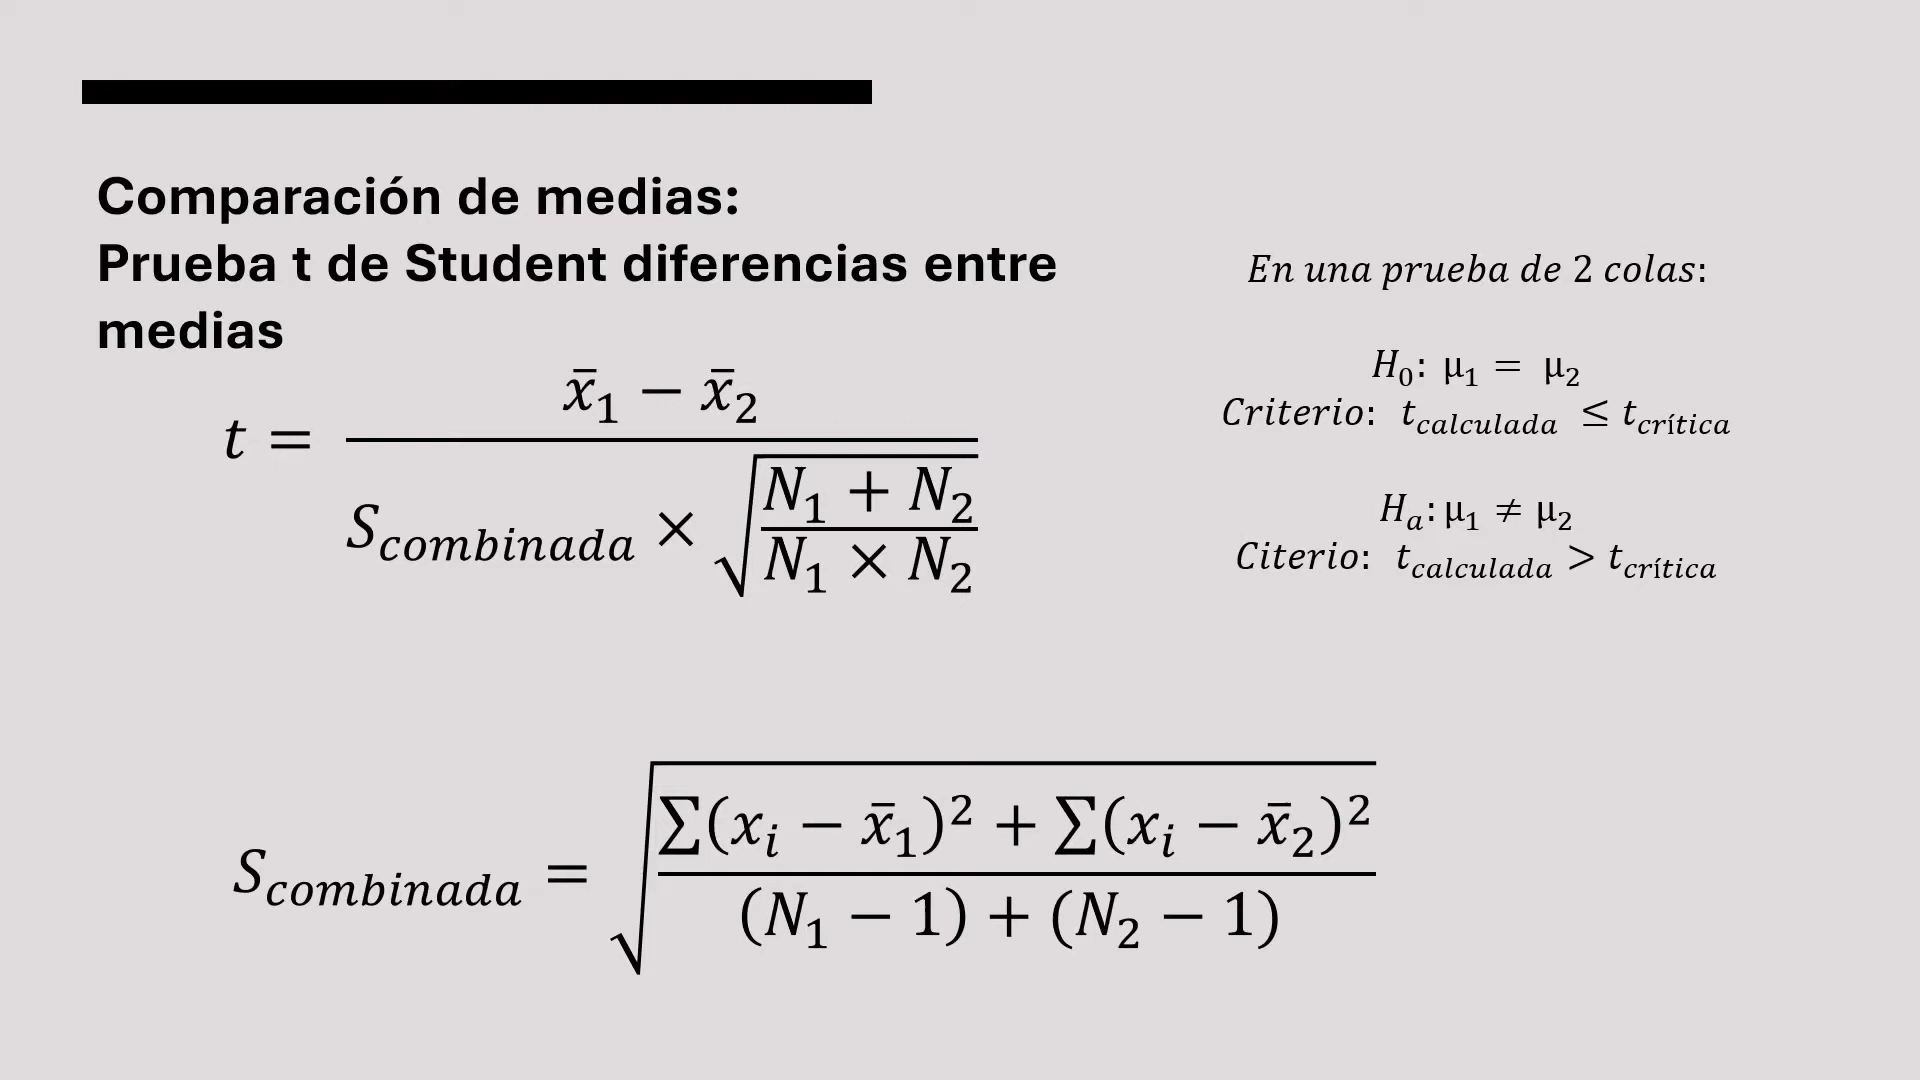 Comparación de medias:
Prueba t de Student diferencias entre
medias
t = (x̄₁ − x̄₂) / (S_combinada × √((N₁ + N₂) / (N₁ × N₂)))
En una prueba de 2 colas:
H₀: μ₁ = μ₂
Criterio: t_calculada ≤ t_crítica
Hₐ: μ₁ ≠ μ₂
Citerio: t_calculada > t_crítica
S_combinada = √((∑(xᵢ − x̄₁)² + ∑(xᵢ − x̄₂)²) / ((N₁ − 1) + (N₂ − 1)))